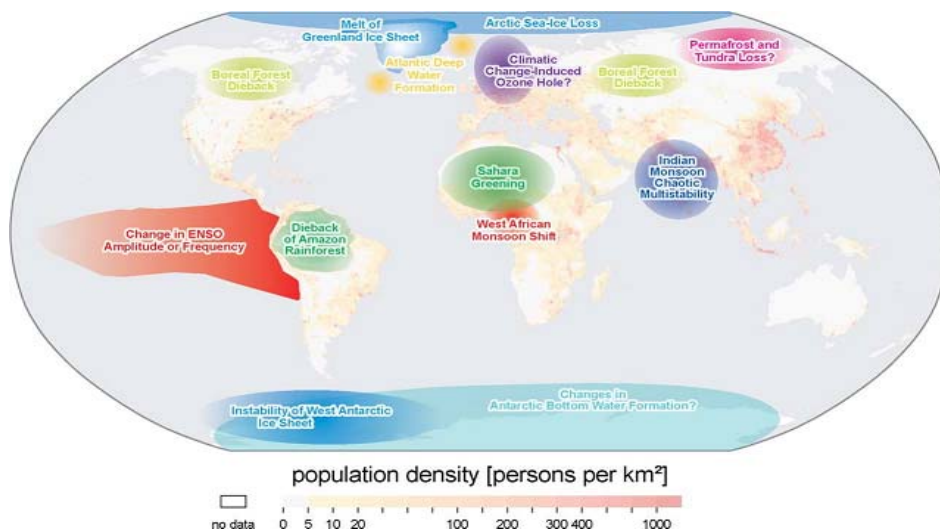 Melt of
Greenland Ice Sheet
Arctic Sea-Ice Loss
Atlantic Deep
Water
Formation
Climatic
Change-Induced
Ozone Hole?
Permafrost and
Tundra Loss?
Boreal Forest
Dieback
Boreal Forest
Dieback
Sahara
Greening
Indian
Monsoon
Chaotic
Multistability
West African
Monsoon Shift
Change in ENSO
Amplitude or Frequency
Dieback
of Amazon
Rainforest
Instability of West Antarctic
Ice Sheet
Changes in
Antarctic Bottom Water Formation?
population density [persons per km²]
no data
0 5 10 20 100 200 300 400 1000